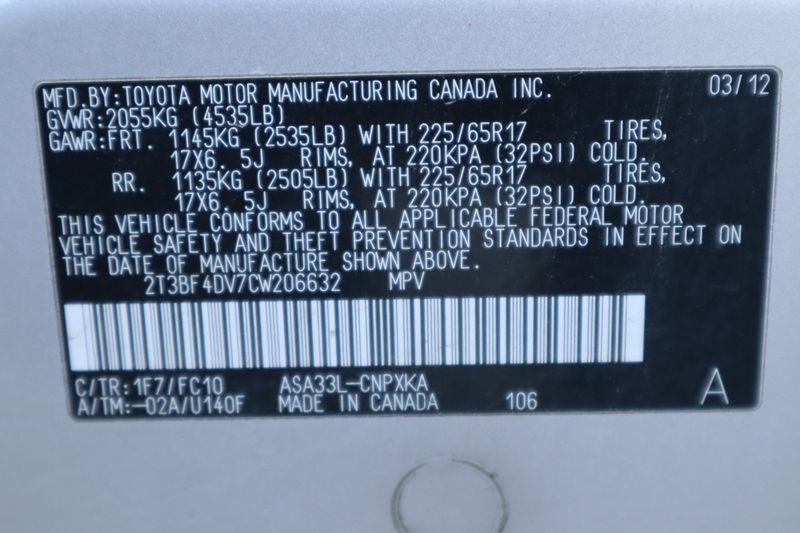 MFD.BY:TOYOTA MOTOR MANUFACTURING CANADA INC. 03/12
GVWR:2055KG (4535LB)
GAWR:FRT. 1145KG (2535LB) WITH 225/65R17 TIRES,
17X6. 5J RIMS, AT 220KPA (32PSI) COLD.
RR. 1135KG (2505LB) WITH 225/65R17 TIRES,
17X6. 5J RIMS, AT 220KPA (32PSI) COLD.
THIS VEHICLE CONFORMS TO ALL APPLICABLE FEDERAL MOTOR
VEHICLE SAFETY AND THEFT PREVENTION STANDARDS IN EFFECT ON
THE DATE OF MANUFACTURE SHOWN ABOVE.
2T3BF4DV7CW206632 MPV
C/TR:1F7/FC10 ASA33L-CNPXKA
A/TM:-02A/U140F MADE IN CANADA 106 A